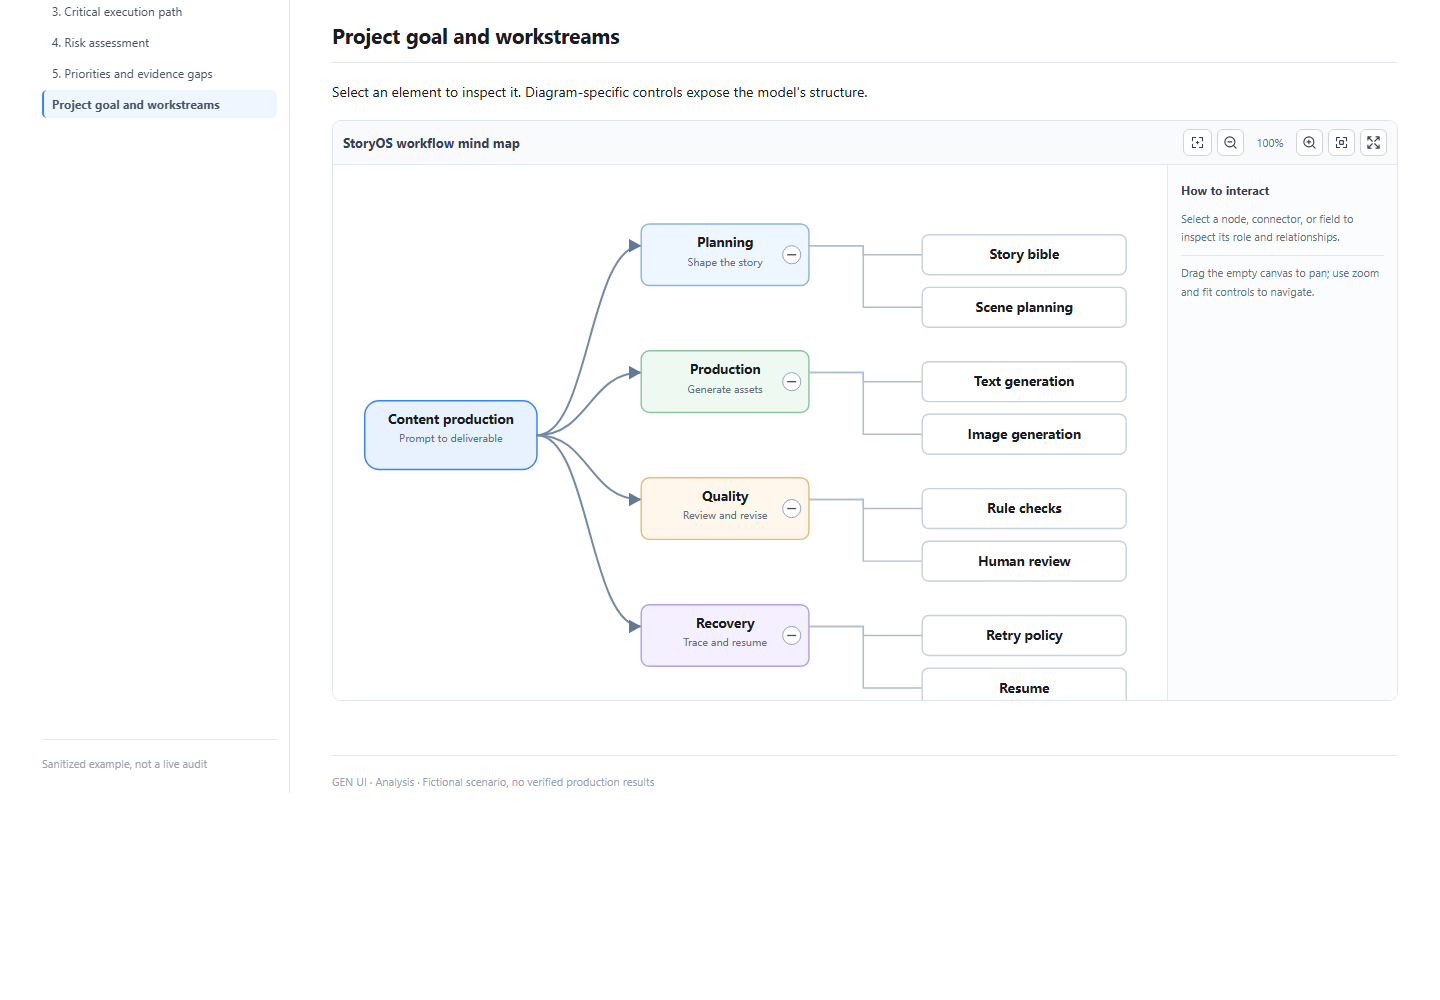 3. Critical execution path
4. Risk assessment
5. Priorities and evidence gaps
Project goal and workstreams
Sanitized example, not a live audit
Project goal and workstreams
Select an element to inspect it. Diagram-specific controls expose the model's structure.
StoryOS workflow mind map
100%
How to interact
Select a node, connector, or field to
inspect its role and relationships.
Drag the empty canvas to pan; use zoom
and fit controls to navigate.
Content production
Prompt to deliverable
Planning
Shape the story
Story bible
Scene planning
Production
Generate assets
Text generation
Image generation
Quality
Review and revise
Rule checks
Human review
Recovery
Trace and resume
Retry policy
Resume
GEN UI · Analysis · Fictional scenario, no verified production results